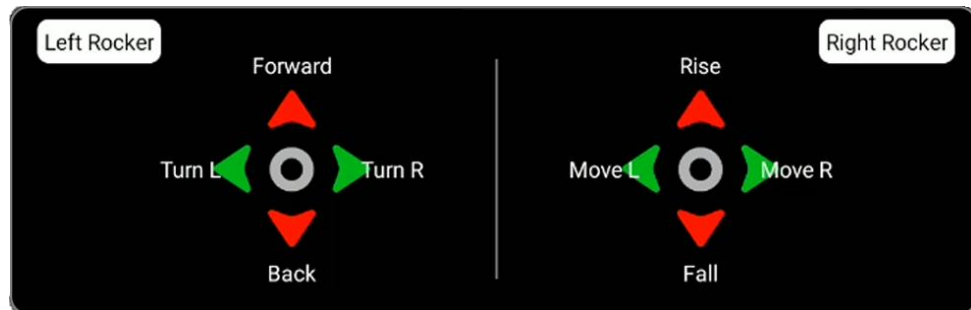 Left Rocker
Right Rocker
Forward
Rise
Turn L
Turn R
Move L
Move R
Back
Fall